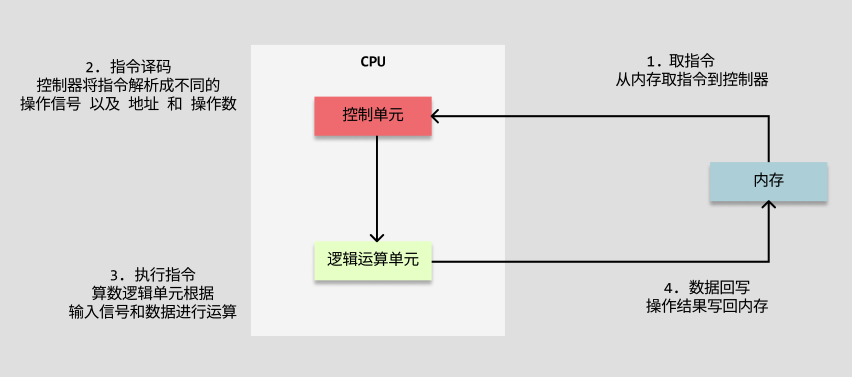 CPU
1. 取指令
从内存取指令到控制器
2. 指令译码
控制器将指令解析成不同的
操作信号 以及 地址 和 操作数
控制单元
内存
逻辑运算单元
3. 执行指令
算数逻辑单元根据
输入信号和数据进行运算
4. 数据回写
操作结果写回内存